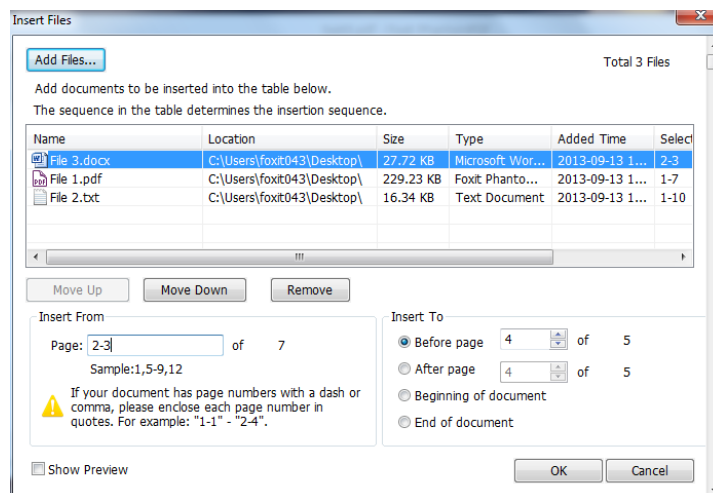 Insert Files
Add Files...
Total 3 Files
Add documents to be inserted into the table below.
The sequence in the table determines the insertion sequence.
Name Location Size Type Added Time Select
File 3.docx C:\Users\foxit043\Desktop\ 27.72 KB Microsoft Wor... 2013-09-13 1... 2-3
File 1.pdf C:\Users\foxit043\Desktop\ 229.23 KB Foxit Phanto... 2013-09-13 1... 1-7
File 2.txt C:\Users\foxit043\Desktop\ 16.34 KB Text Document 2013-09-13 1... 1-10
Move Up Move Down Remove
Insert From
Page: 2-3 of 7
Sample:1,5-9,12
If your document has page numbers with a dash or
comma, please enclose each page number in
quotes. For example: "1-1" - "2-4".
Insert To
Before page 4 of 5
After page 4 of 5
Beginning of document
End of document
Show Preview
OK Cancel